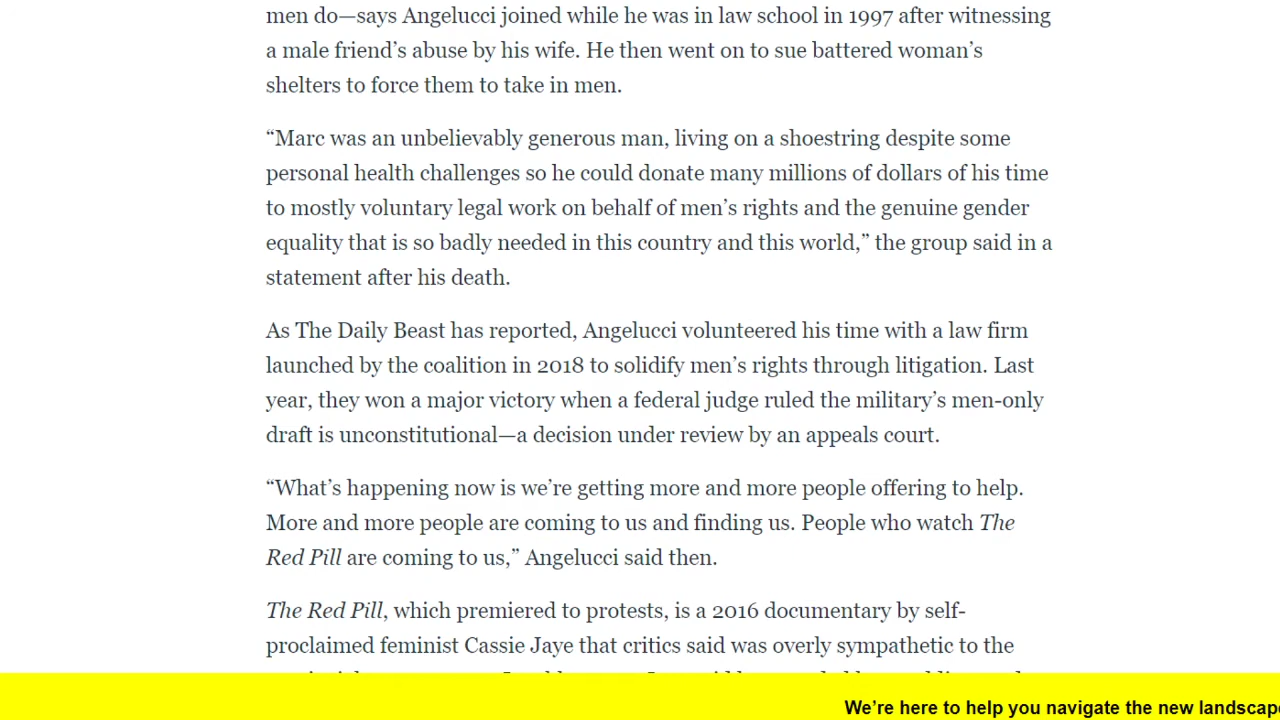 men do—says Angelucci joined while he was in law school in 1997 after witnessing
a male friend’s abuse by his wife. He then went on to sue battered woman’s
shelters to force them to take in men.
“Marc was an unbelievably generous man, living on a shoestring despite some
personal health challenges so he could donate many millions of dollars of his time
to mostly voluntary legal work on behalf of men’s rights and the genuine gender
equality that is so badly needed in this country and this world,” the group said in a
statement after his death.
As The Daily Beast has reported, Angelucci volunteered his time with a law firm
launched by the coalition in 2018 to solidify men’s rights through litigation. Last
year, they won a major victory when a federal judge ruled the military’s men-only
draft is unconstitutional—a decision under review by an appeals court.
“What’s happening now is we’re getting more and more people offering to help.
More and more people are coming to us and finding us. People who watch The
Red Pill are coming to us,” Angelucci said then.
The Red Pill, which premiered to protests, is a 2016 documentary by self-
proclaimed feminist Cassie Jaye that critics said was overly sympathetic to the
We’re here to help you navigate the new landscape